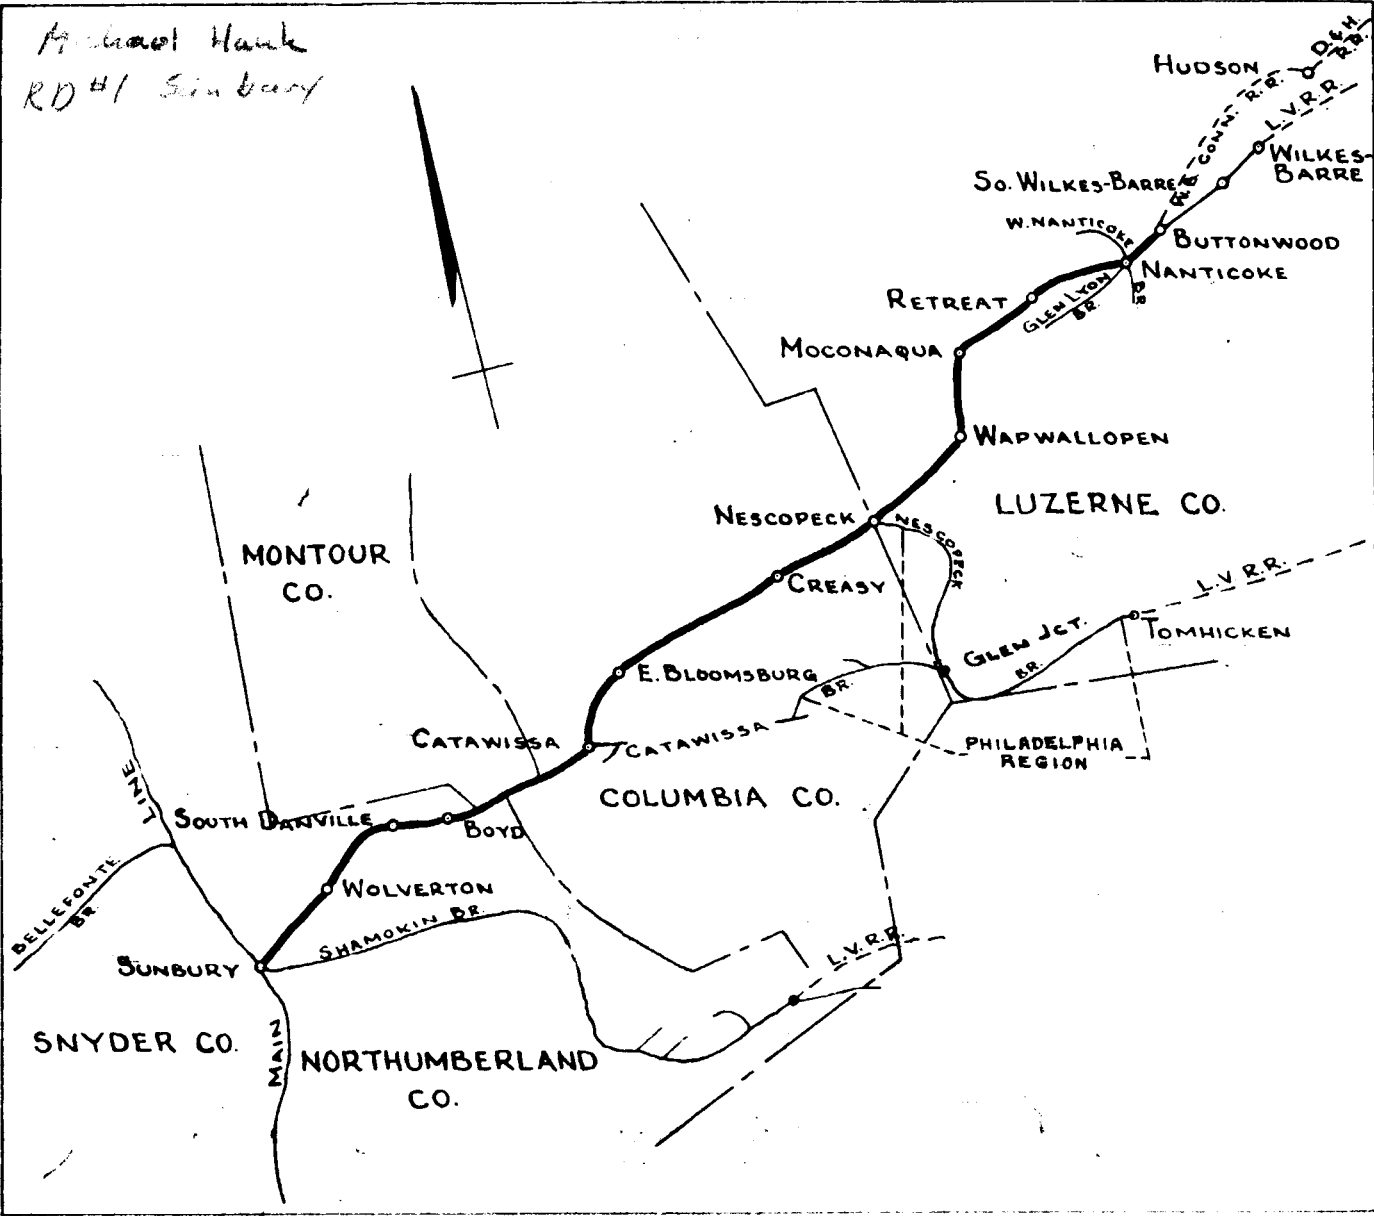 Michael Hauk
RD #1 Sunbury
D.&H. R.R.
HUDSON
CONN. R.R.
L.V.R.R.
WILKES-
BARRE
SO. WILKES-BARRE
W. NANTICOKE
BR.
BUTTONWOOD
NANTICOKE
RETREAT
GLEN LYON
BR.
MOCONAQUA
WAPWALLOPEN
LUZERNE CO.
NESCOPECK
NESCOPECK
MONTOUR
CO.
CREASY
L.V.R.R.
GLEN JCT.
TOMHICKEN
BR.
E. BLOOMSBURG
BR.
CATAWISSA
CATAWISSA
PHILADELPHIA
REGION
COLUMBIA CO.
LINE
SOUTH DANVILLE
BOYD
BELLEFONTE
BR.
WOLVERTON
SHAMOKIN BR.
L.V.R.R.
SUNBURY
SNYDER CO.
MAIN
NORTHUMBERLAND
CO.